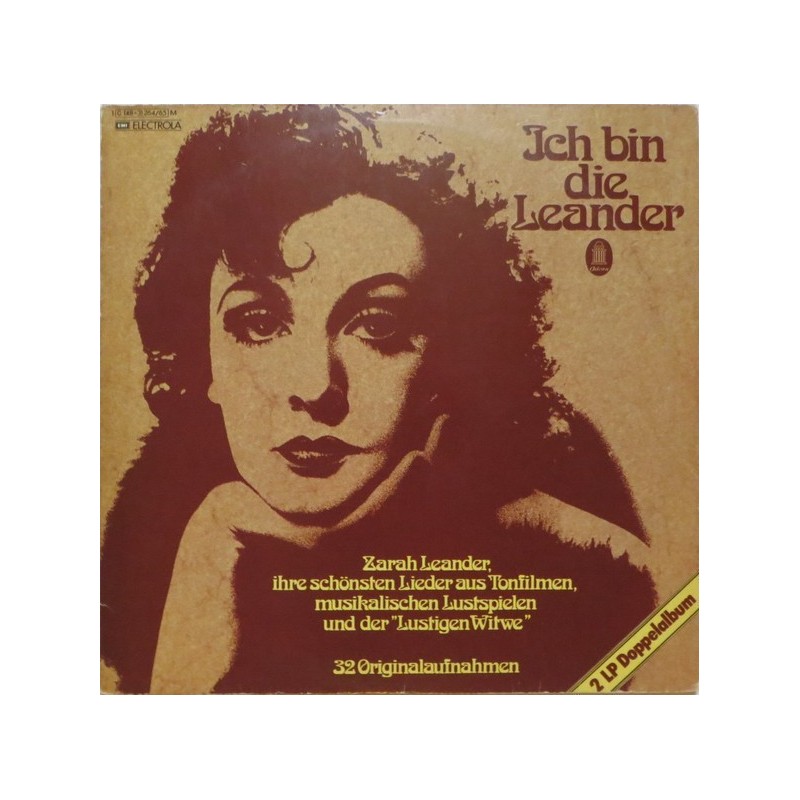 EMI ELECTROLA
Ich bin
die
Leander
Odeon
Zarah Leander,
ihre schönsten Lieder aus Tonfilmen,
musikalischen Lustspielen
und der "Lustigen Witwe"
32 Originalaufnahmen
2 LP Doppelalbum